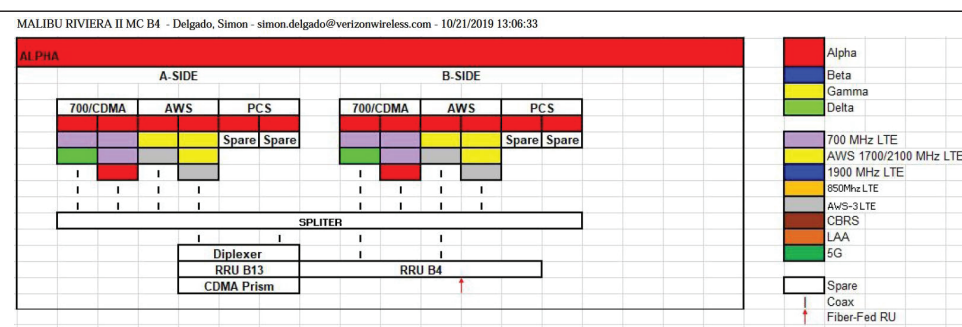 MALIBU RIVIERA II MC B4 - Delgado, Simon - simon.delgado@verizonwireless.com - 10/21/2019 13:06:33
ALPHA
A-SIDE B-SIDE
700/CDMA AWS PCS 700/CDMA AWS PCS
Spare Spare Spare Spare
SPLITER
Diplexer
RRU B13 RRU B4
CDMA Prism
Alpha
Beta
Gamma
Delta
700 MHz LTE
AWS 1700/2100 MHz LTE
1900 MHz LTE
850Mhz LTE
AWS-3 LTE
CBRS
LAA
5G
Spare
Coax
Fiber-Fed RU